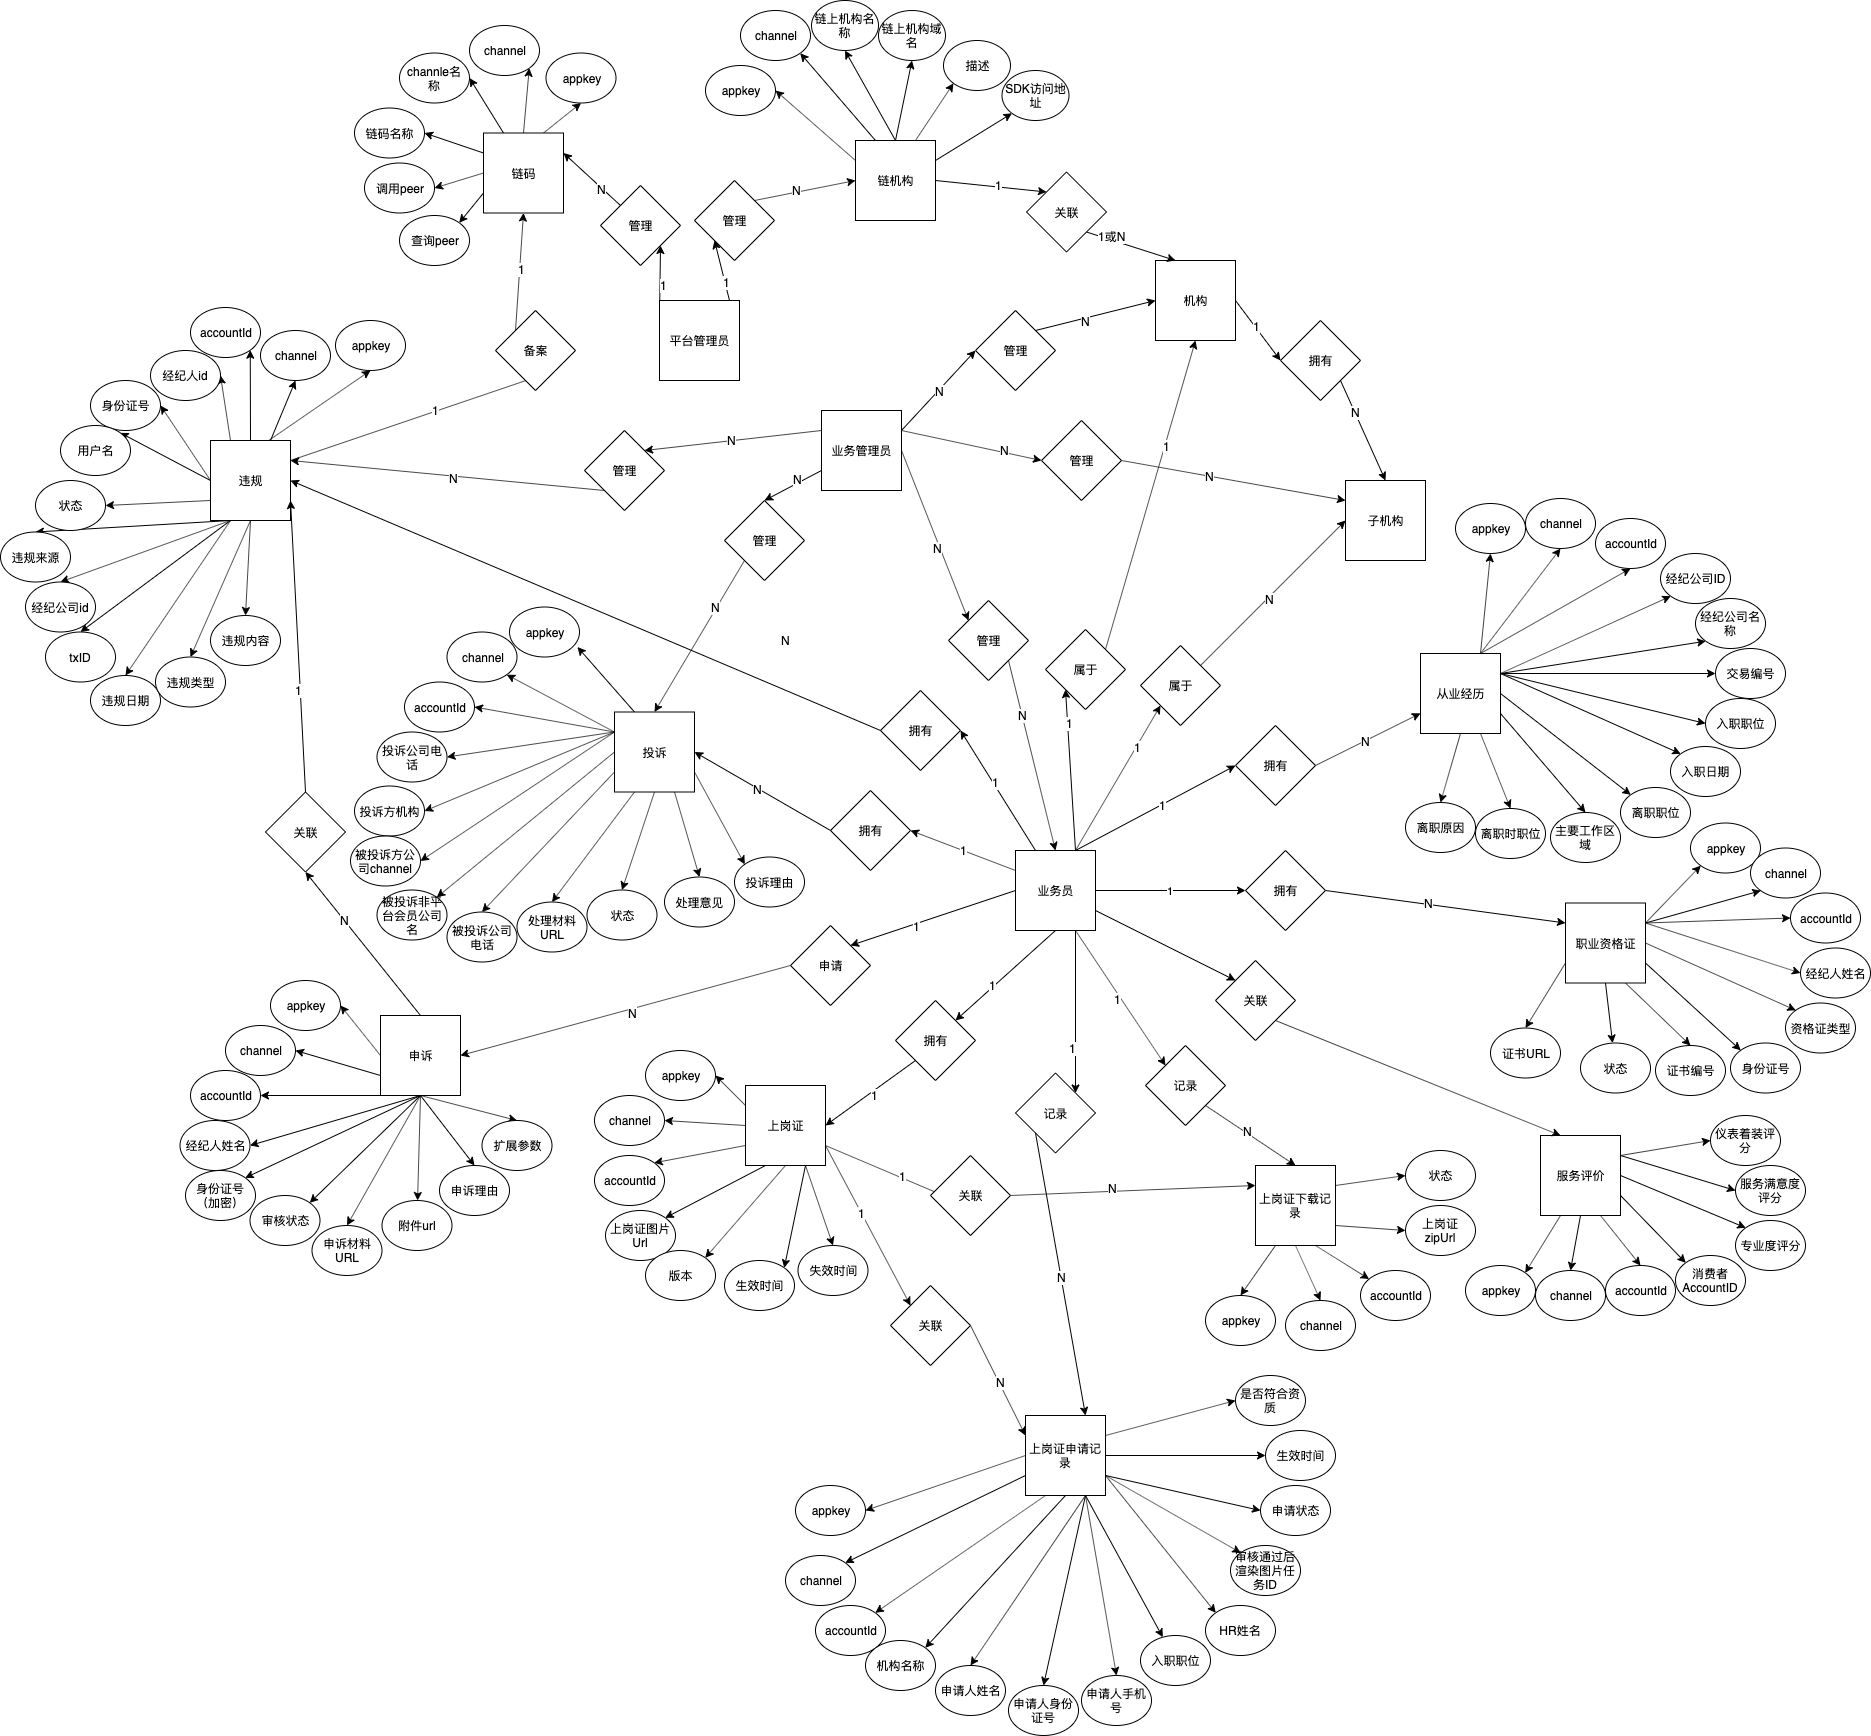 channel
链上机构名
称
链上机构域
名
描述
SDK访问地
址
appkey
channel
channle名
称
appkey
链码名称
调用peer
查询peer
链码
链机构
N
管理
N
管理
1
关联
1或N
1
1
1
平台管理员
机构
备案
1
accountId
channel
appkey
经纪人id
身份证号
用户名
状态
违规来源
经纪公司id
txID
违规日期
违规类型
违规内容
违规
N
管理
N
业务管理员
N
管理
N
N
管理
N
1
拥有
N
子机构
N
管理
N
N
管理
N
1
属于
1
N
属于
1
N
拥有
1
1
关联
N
appkey
channel
accountId
投诉公司电
话
投诉方机构
被投诉方公
司channel
被投诉非平
台会员公司
名
被投诉公司
电话
处理材料
URL
状态
处理意见
投诉理由
投诉
N
拥有
1
业务员
1
拥有
N
appkey
channel
accountId
经纪公司ID
经纪公司名
称
交易编号
入职职位
入职日期
离职职位
主要工作区
域
离职时职位
离职原因
从业经历
1
拥有
N
appkey
channel
accountId
经纪人姓名
资格证类型
身份证号
证书编号
状态
证书URL
职业资格证
1
申请
N
appkey
channel
accountId
经纪人姓名
身份证号
（加密）
审核状态
申诉材料
URL
附件url
申诉理由
扩展参数
申诉
1
拥有
1
1
记录
N
1
记录
N
关联
appkey
channel
accountId
上岗证图片
Url
版本
生效时间
失效时间
上岗证
1
关联
N
1
关联
N
上岗证下载记
录
状态
上岗证
zipUrl
accountId
channel
appkey
服务评价
仪表着装评
分
服务满意度
评分
专业度评分
消费者
AccountID
accountId
channel
appkey
上岗证申请记
录
是否符合资
质
生效时间
申请状态
审核通过后
渲染图片任
务ID
HR姓名
入职职位
申请人手机
号
申请人身份
证号
申请人姓名
机构名称
accountId
channel
appkey